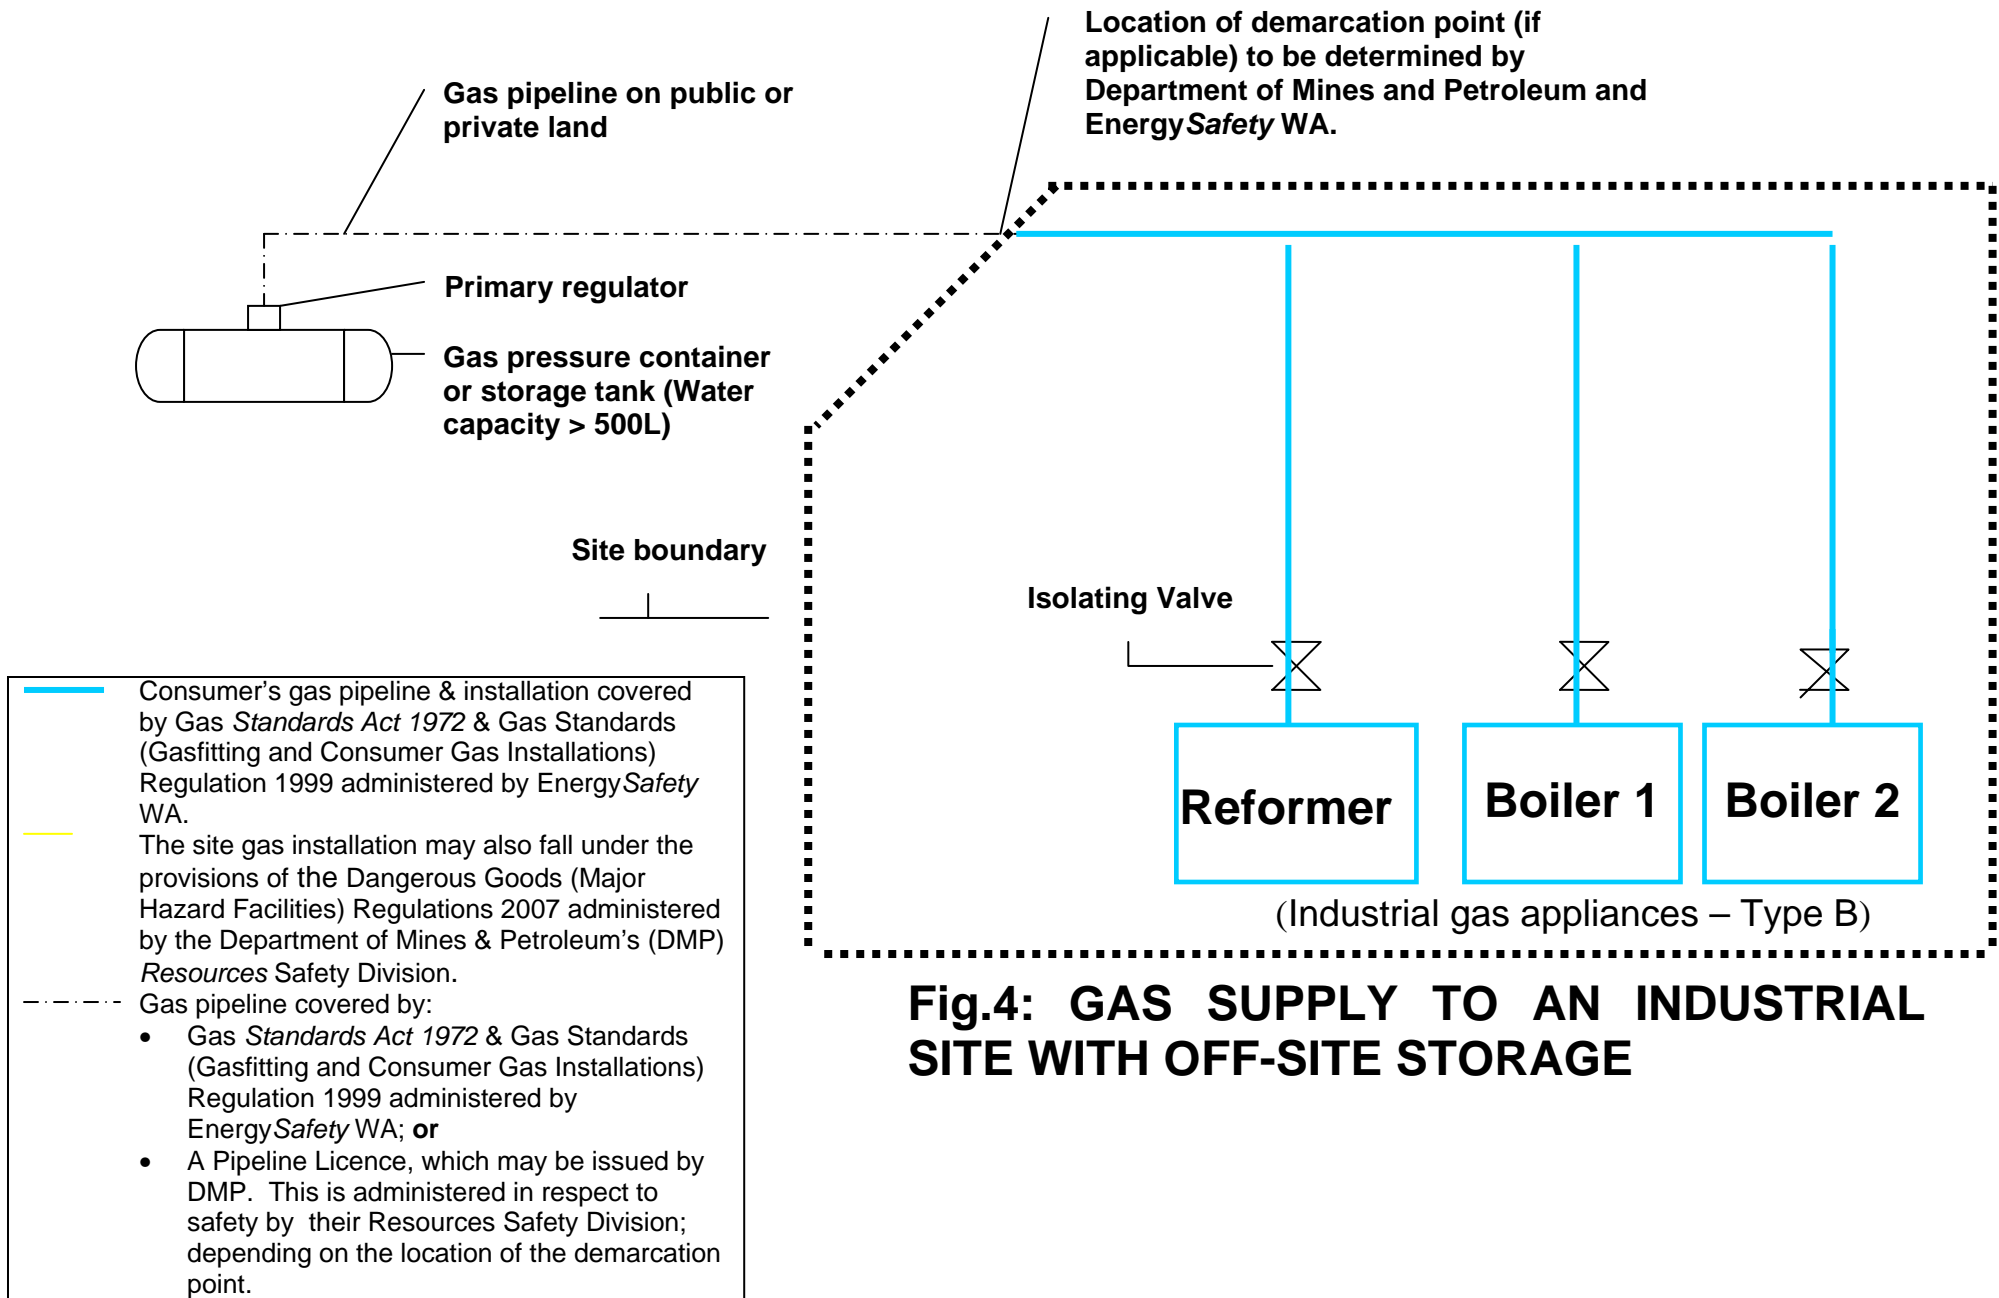 Location of demarcation point (if
applicable) to be determined by
Department of Mines and Petroleum and
EnergySafety WA.
Gas pipeline on public or
private land
Primary regulator
Gas pressure container
or storage tank (Water
capacity > 500L)
Site boundary
Isolating Valve
Reformer
Boiler 1
Boiler 2
(Industrial gas appliances – Type B)
Consumer's gas pipeline & installation covered
by Gas Standards Act 1972 & Gas Standards
(Gasfitting and Consumer Gas Installations)
Regulation 1999 administered by EnergySafety
WA.
The site gas installation may also fall under the
provisions of the Dangerous Goods (Major
Hazard Facilities) Regulations 2007 administered
by the Department of Mines & Petroleum's (DMP)
Resources Safety Division.
Gas pipeline covered by:
• Gas Standards Act 1972 & Gas Standards
(Gasfitting and Consumer Gas Installations)
Regulation 1999 administered by
EnergySafety WA; or
• A Pipeline Licence, which may be issued by
DMP. This is administered in respect to
safety by their Resources Safety Division;
depending on the location of the demarcation
point.
Fig.4: GAS SUPPLY TO AN INDUSTRIAL
SITE WITH OFF-SITE STORAGE